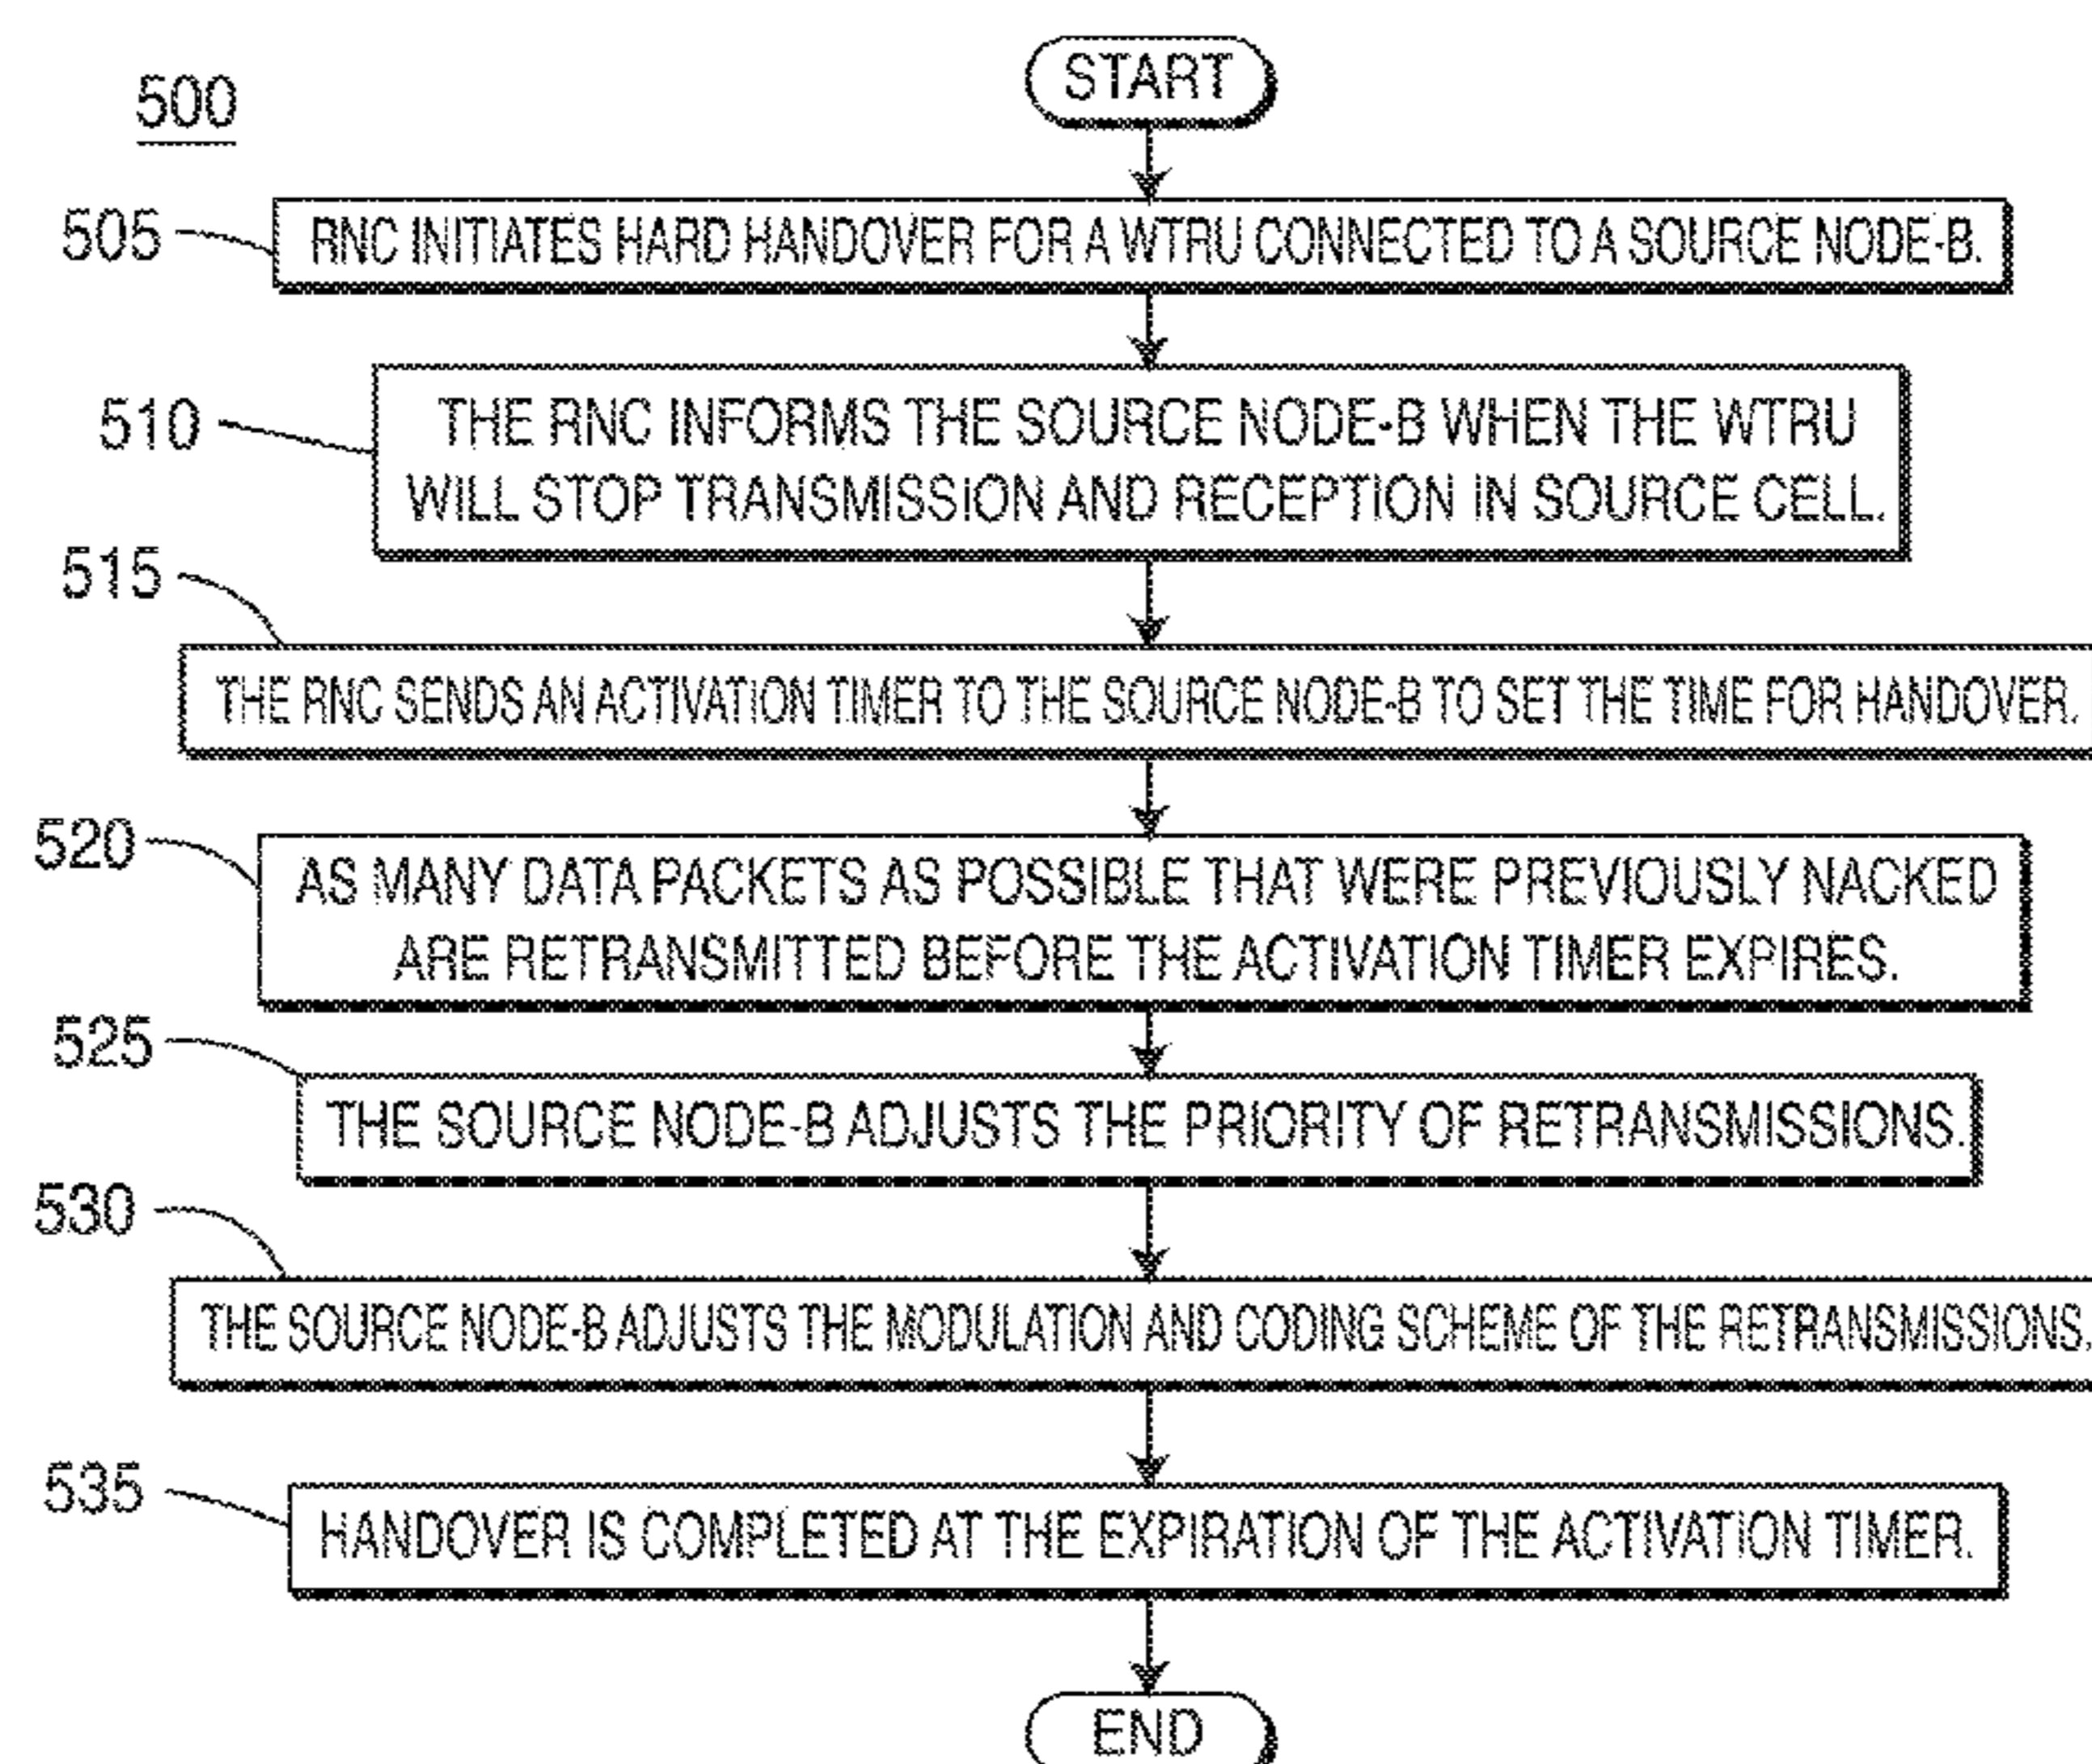 START
500
505
RNC INITIATES HARD HANDOVER FOR A WTRU CONNECTED TO A SOURCE NODE-B.
510
THE RNC INFORMS THE SOURCE NODE-B WHEN THE WTRU
WILL STOP TRANSMISSION AND RECEPTION IN SOURCE CELL.
515
THE RNC SENDS AN ACTIVATION TIMER TO THE SOURCE NODE-B TO SET THE TIME FOR HANDOVER.
520
AS MANY DATA PACKETS AS POSSIBLE THAT WERE PREVIOUSLY NACKED
ARE RETRANSMITTED BEFORE THE ACTIVATION TIMER EXPIRES.
525
THE SOURCE NODE-B ADJUSTS THE PRIORITY OF RETRANSMISSIONS.
530
THE SOURCE NODE-B ADJUSTS THE MODULATION AND CODING SCHEME OF THE RETRANSMISSIONS.
535
HANDOVER IS COMPLETED AT THE EXPIRATION OF THE ACTIVATION TIMER.
END